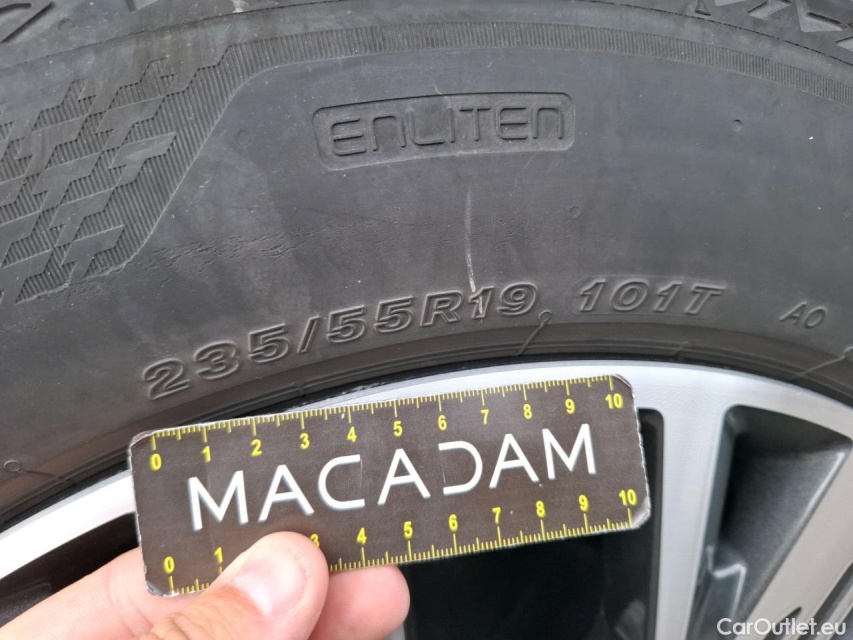 ENLITEN
235/55R19 101T AO
0 1 2 3 4 5 6 7 8 9 10
MACADAM
0 1 3 4 5 6 7 8 9 10
CarOutlet.eu